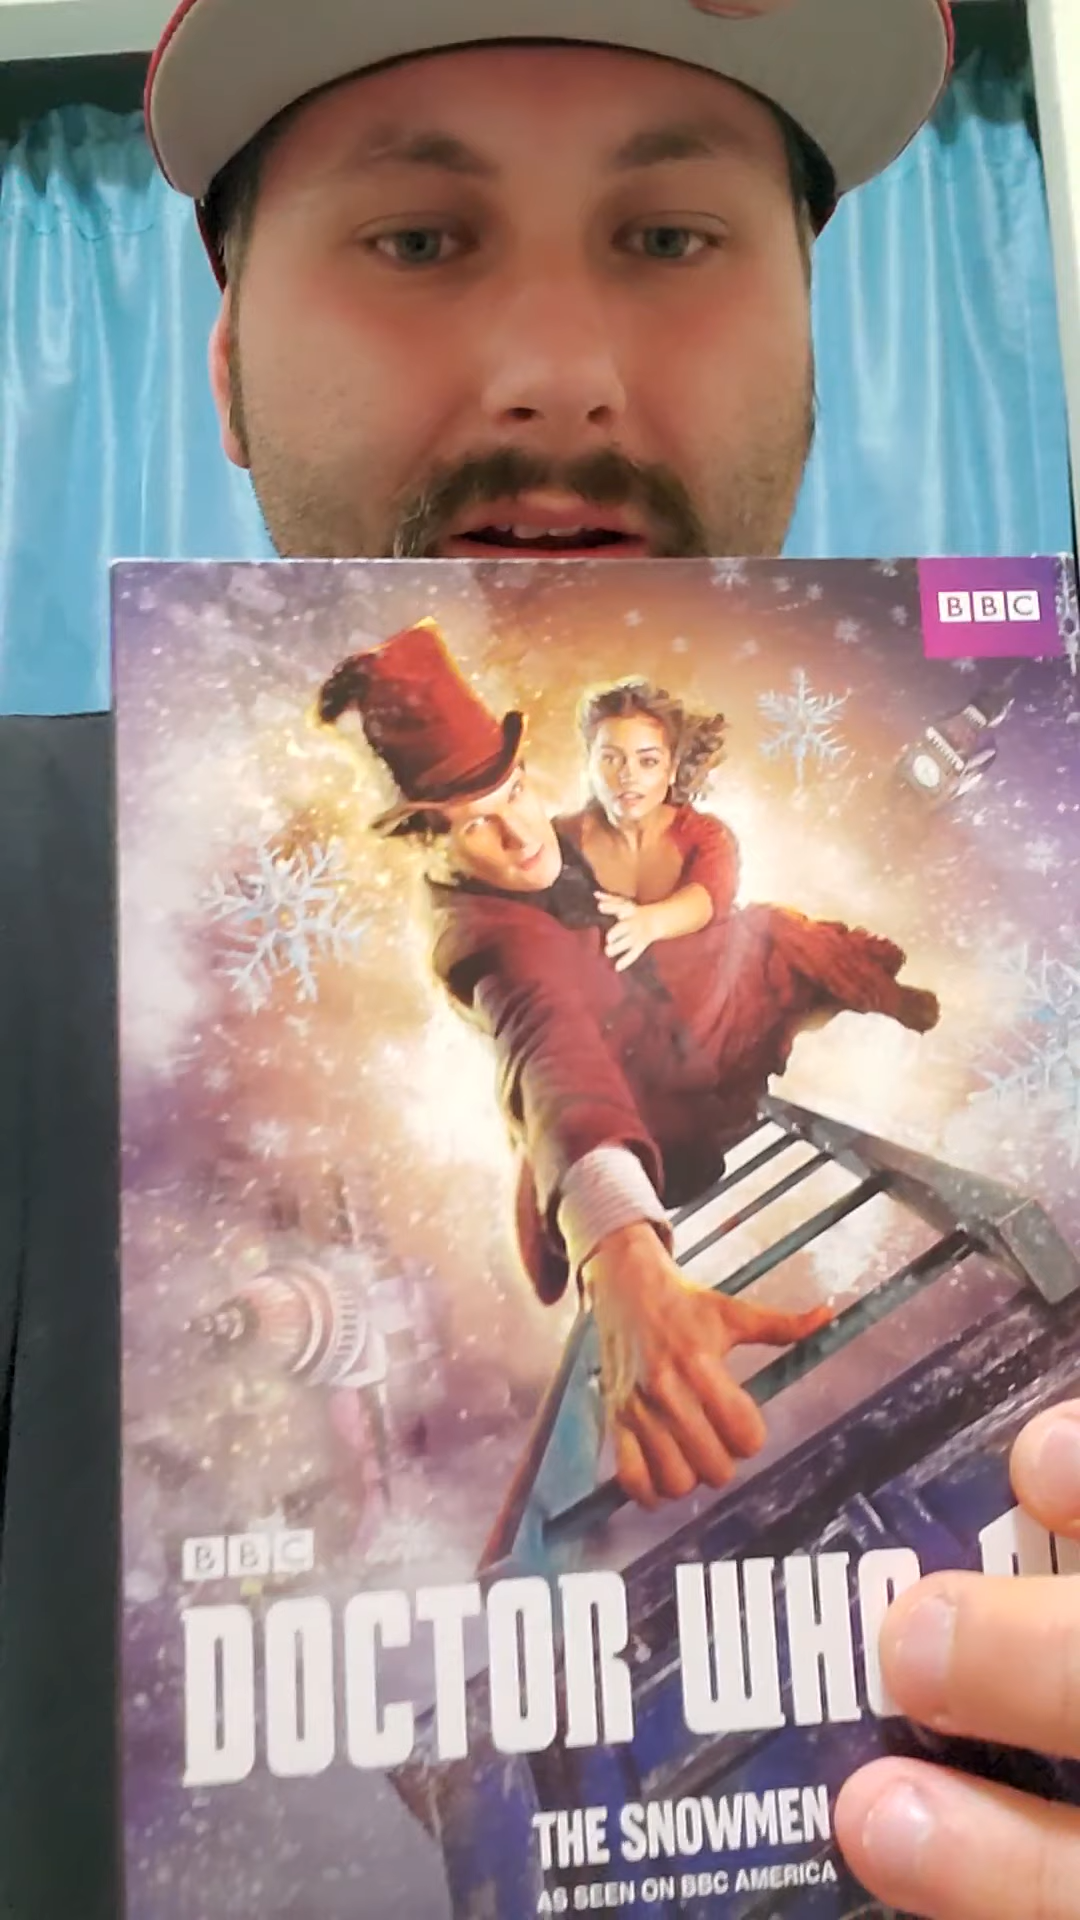 BBC
BBC
DOCTOR WHO
THE SNOWMEN
AS SEEN ON BBC AMERICA